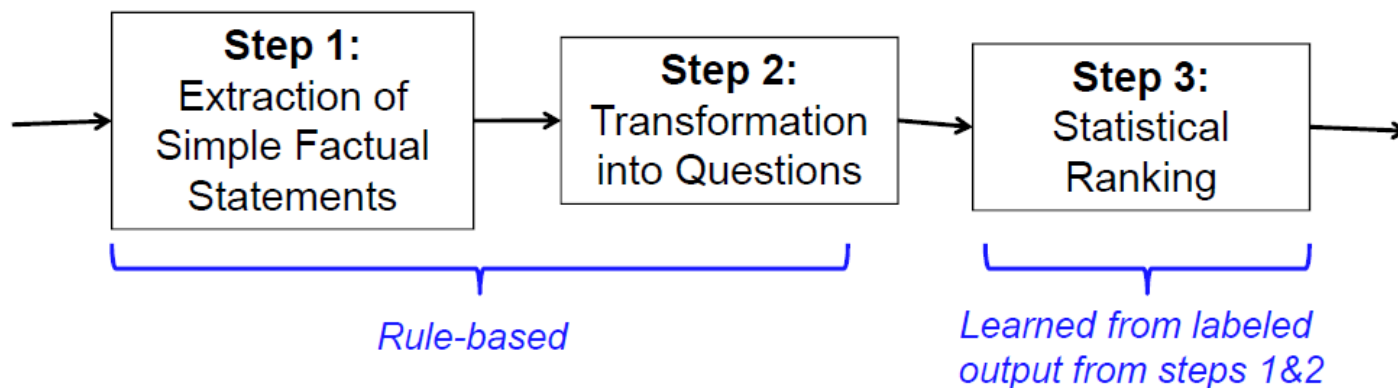 Step 1:
Extraction of
Simple Factual
Statements
Step 2:
Transformation
into Questions
Step 3:
Statistical
Ranking
Rule-based
Learned from labeled
output from steps 1&2